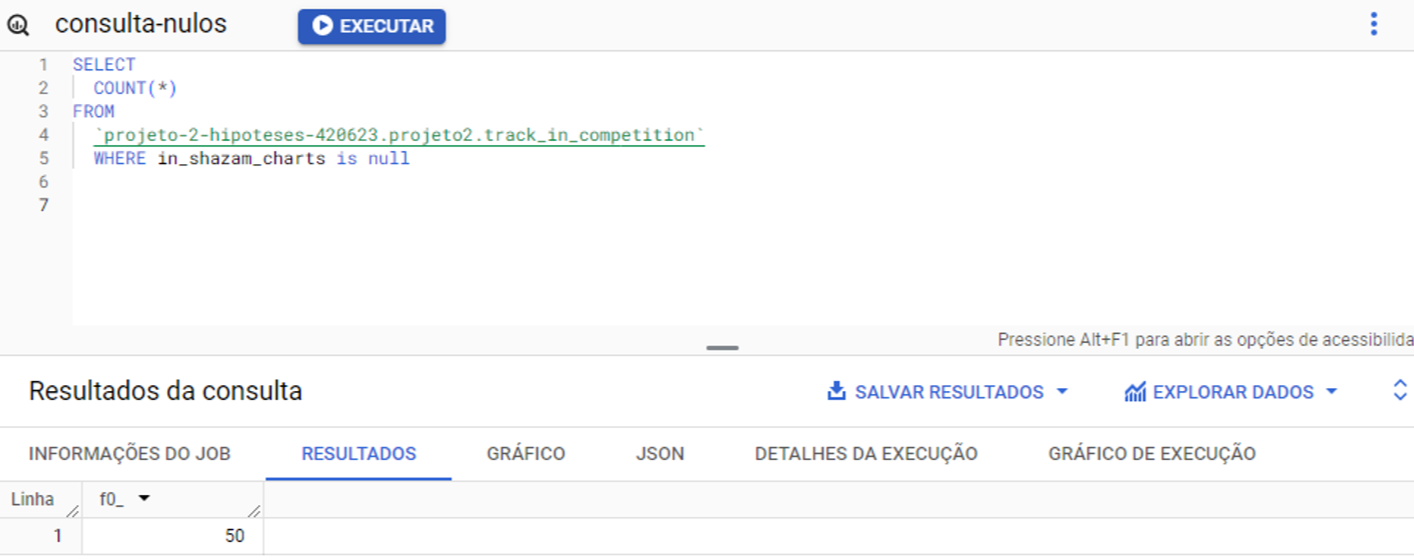 consulta-nulos EXECUTAR
1 SELECT
2 COUNT(*)
3 FROM
4 `projeto-2-hipoteses-420623.projeto2.track_in_competition`
5 WHERE in_shazam_charts is null
6
7
Pressione Alt+F1 para abrir as opções de acessibilida
Resultados da consulta SALVAR RESULTADOS EXPLORAR DADOS
INFORMAÇÕES DO JOB RESULTADOS GRÁFICO JSON DETALHES DA EXECUÇÃO GRÁFICO DE EXECUÇÃO
Linha f0_
1 50